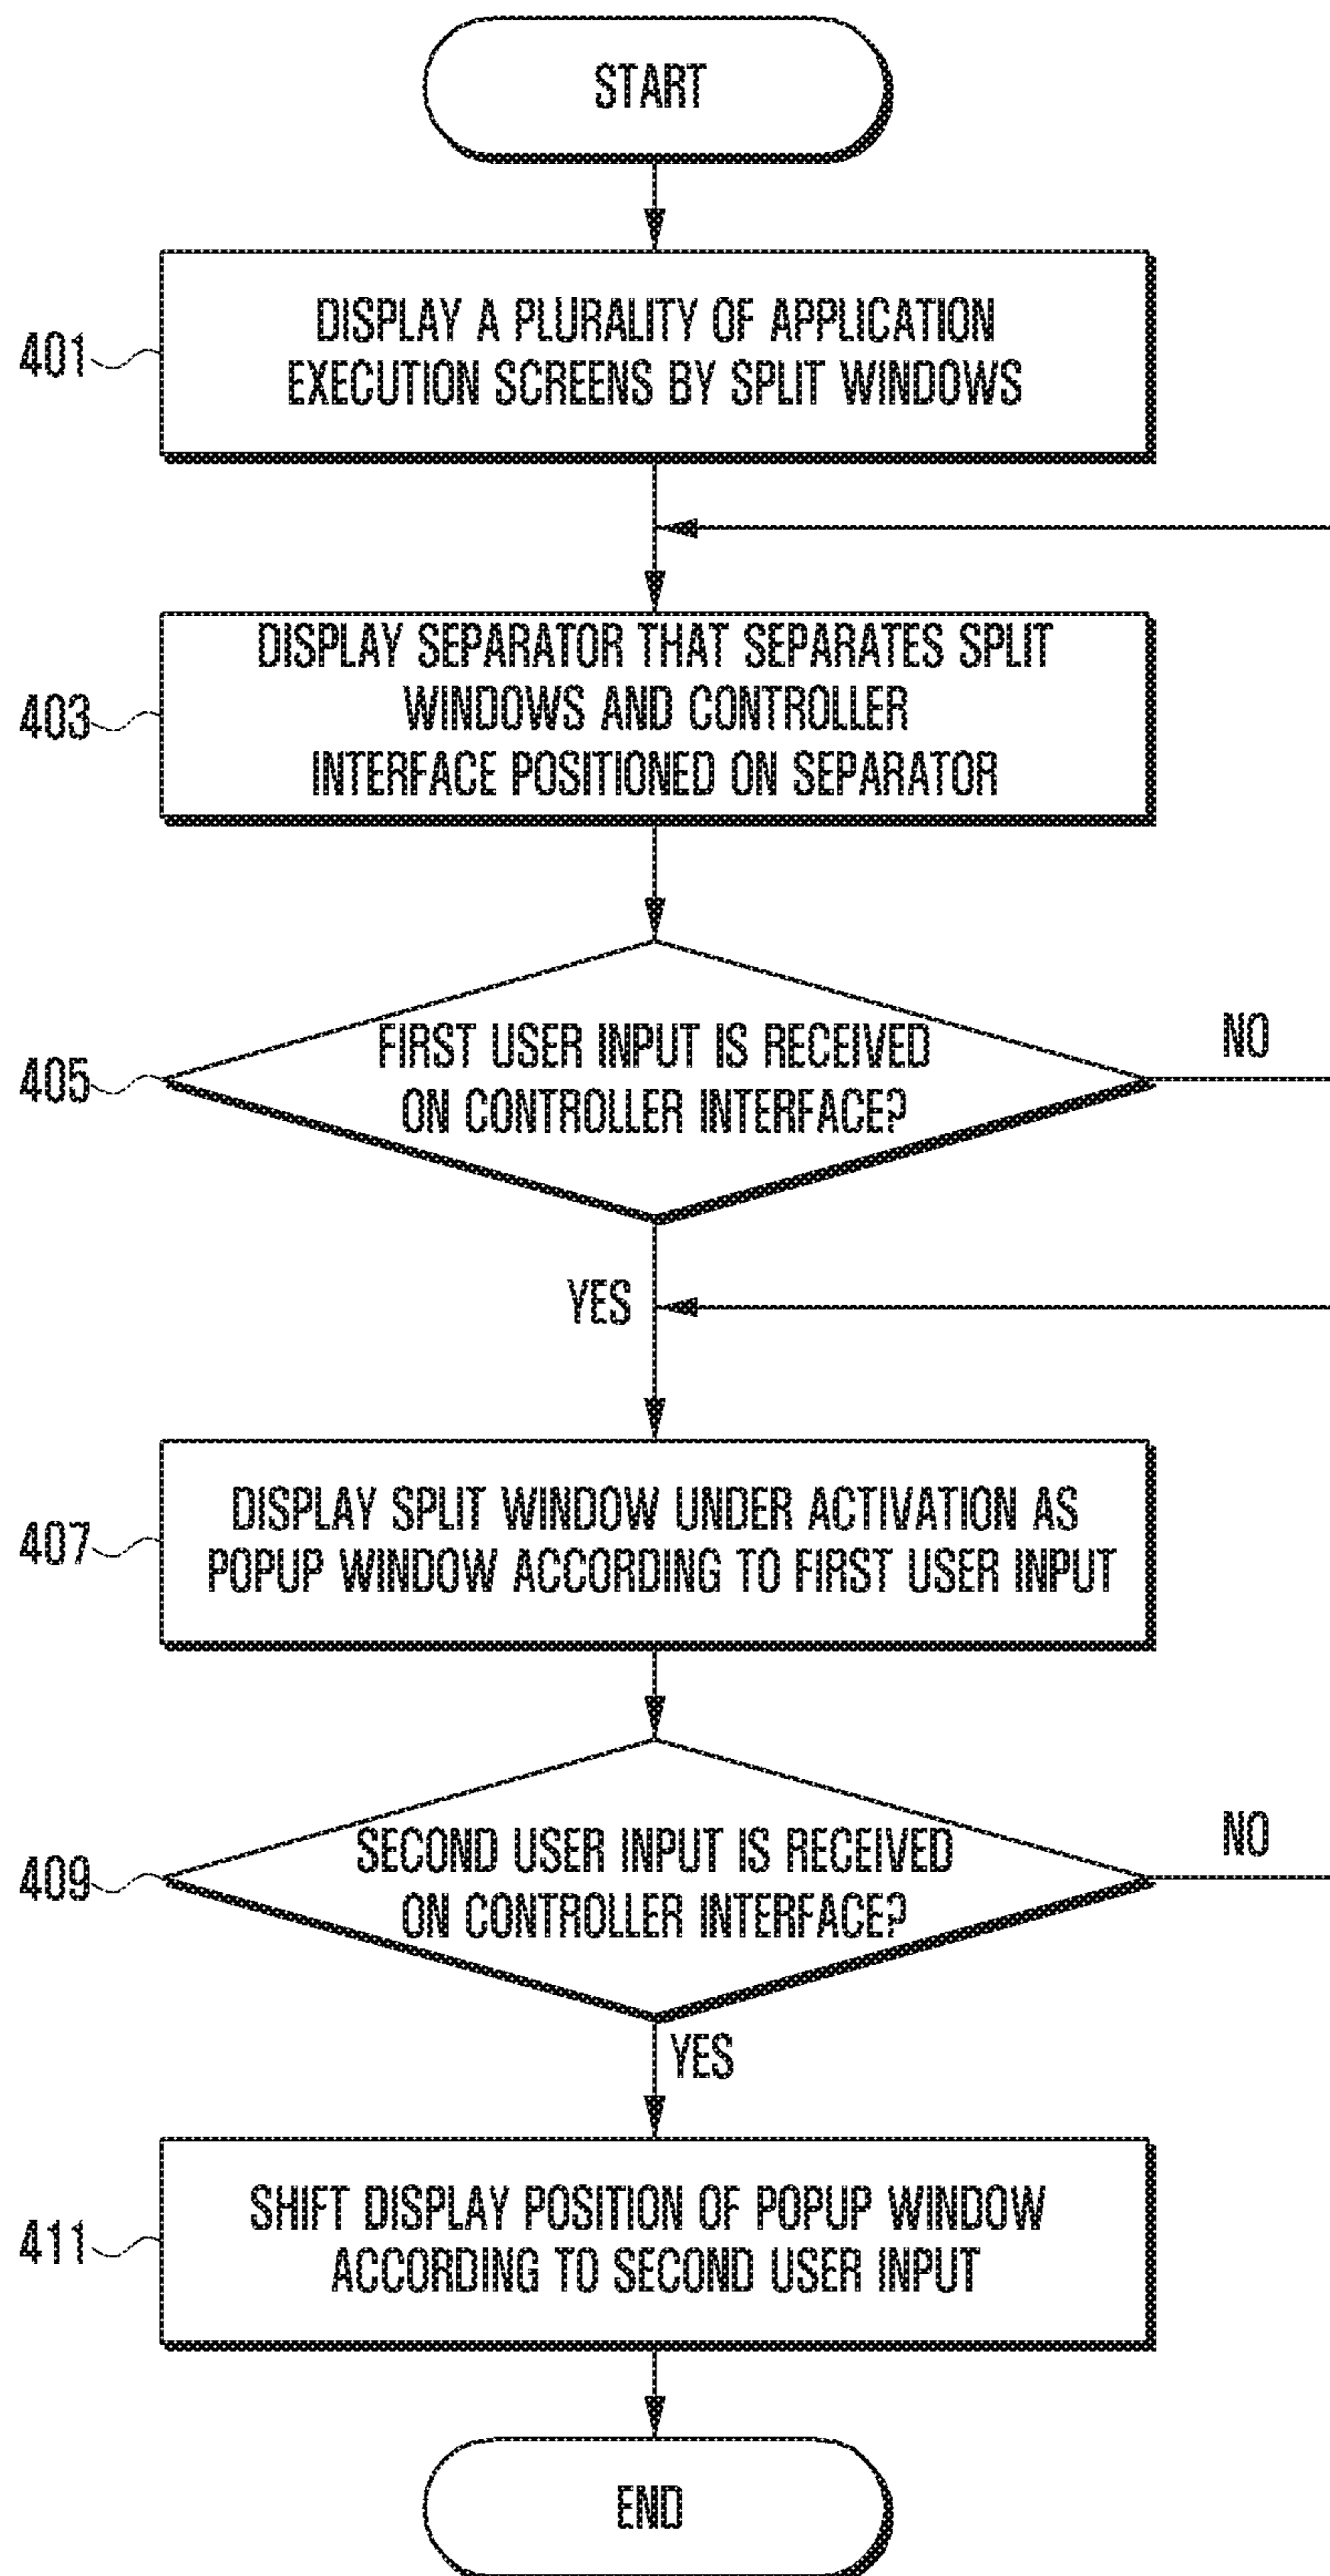 START
DISPLAY A PLURALITY OF APPLICATION
401
EXECUTION SCREENS BY SPLIT WINDOWS
DISPLAY SEPARATOR THAT SEPARATES SPLIT
403
WINDOWS AND CONTROLLER
INTERFACE POSITIONED ON SEPARATOR
NO
FIRST USER INPUT IS RECEIVED
405
ON CONTROLLER INTERFACE?
YES
DISPLAY SPLIT WINDOW UNDER ACTIVATION AS
407
POPUP WINDOW ACCORDING TO FIRST USER INPUT
NO
SECOND USER INPUT IS RECEIVED
409
ON CONTROLLER INTERFACE?
YES
SHIFT DISPLAY POSITION OF POPUP WINDOW
411
ACCORDING TO SECOND USER INPUT
END